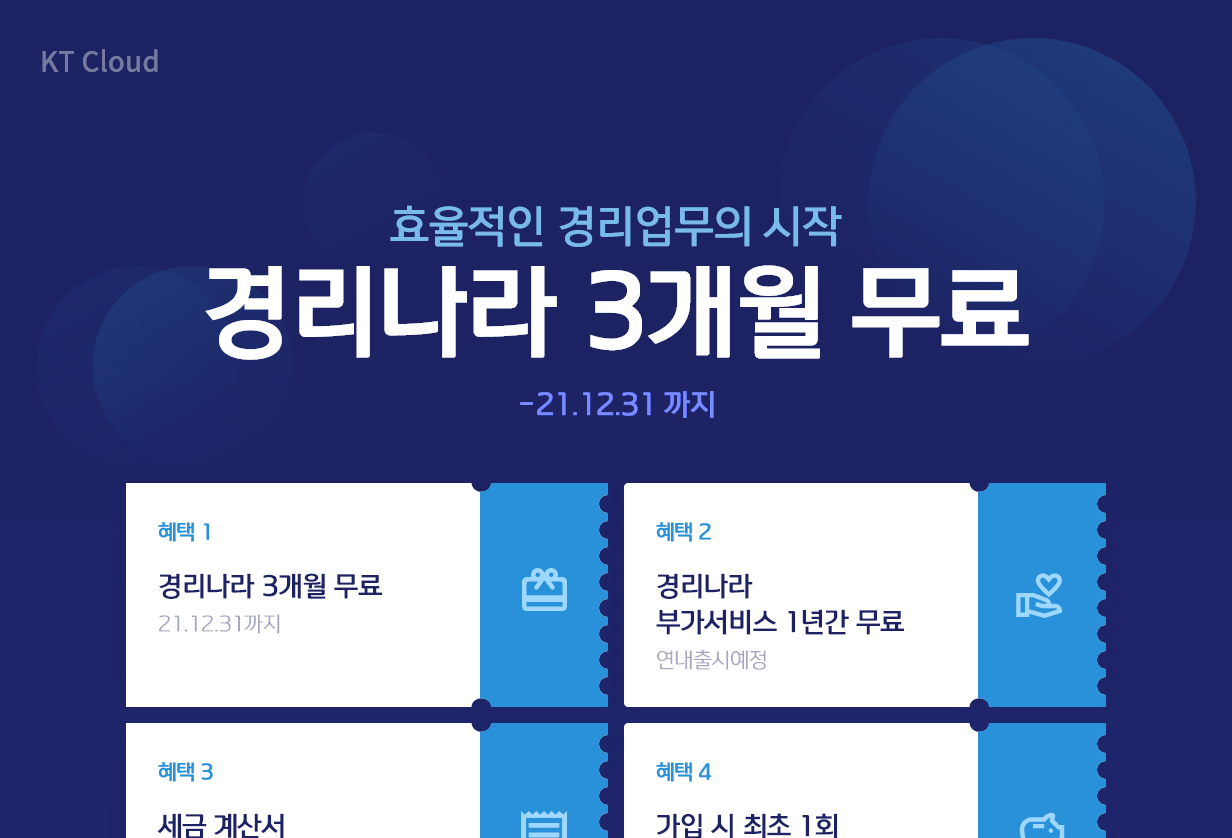 KT Cloud
효율적인 경리업무의 시작
경리나라 3개월 무료
-21.12.31 까지
혜택 1
경리나라 3개월 무료
21.12.31까지
혜택 2
경리나라
부가서비스 1년간 무료
연내출시예정
혜택 3
세금 계산서
혜택 4
가입 시 최초 1회